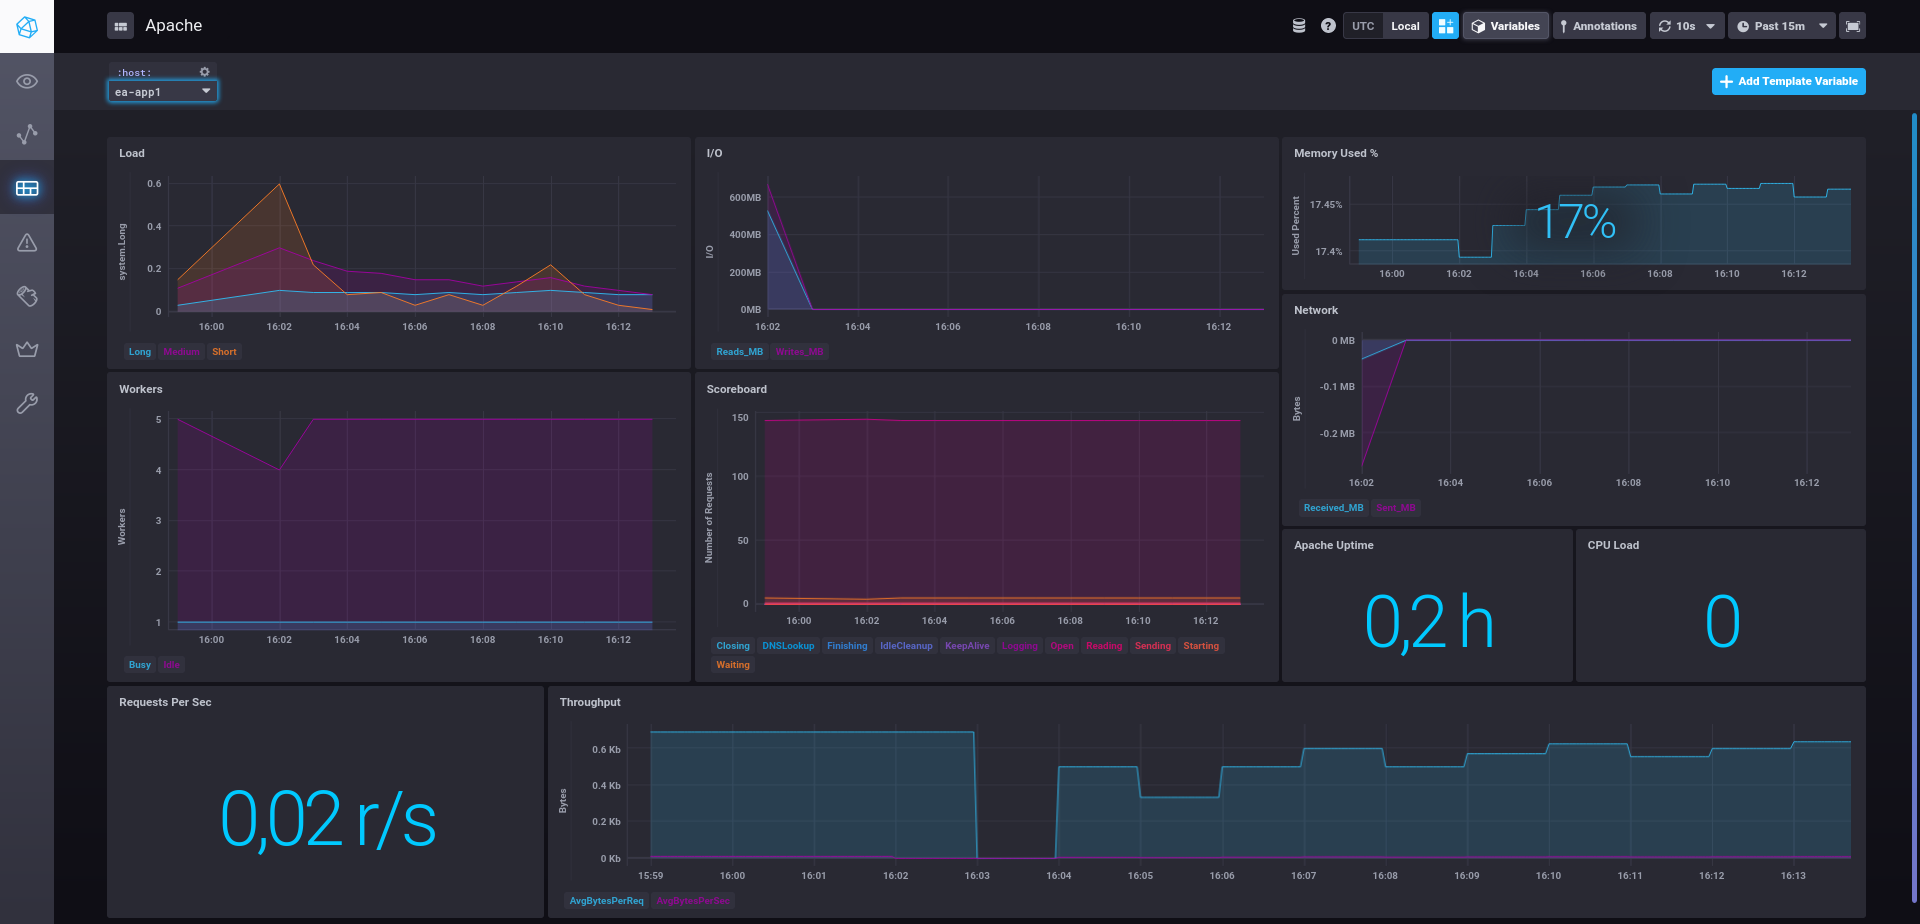 Apache
UTC Local Variables Annotations 10s Past 15m
:host:
ea-app1
Add Template Variable
Load
system.Long
0.6
0.4
0.2
0
16:00 16:02 16:04 16:06 16:08 16:10 16:12
Long Medium Short
I/O
I/O
600MB
400MB
200MB
0MB
16:02 16:04 16:06 16:08 16:10 16:12
Reads_MB Writes_MB
Memory Used %
Used Percent
17.45%
17.4%
17%
16:00 16:02 16:04 16:06 16:08 16:10 16:12
Network
Bytes
0 MB
-0.1 MB
-0.2 MB
16:02 16:04 16:06 16:08 16:10 16:12
Received_MB Sent_MB
Workers
Workers
5
4
3
2
1
16:00 16:02 16:04 16:06 16:08 16:10 16:12
Busy Idle
Scoreboard
Number of Requests
150
100
50
0
16:00 16:02 16:04 16:06 16:08 16:10 16:12
Closing DNSLookup Finishing IdleCleanup KeepAlive Logging Open Reading Sending Starting
Waiting
Apache Uptime
0,2 h
CPU Load
0
Requests Per Sec
0,02 r/s
Throughput
Bytes
0.6 Kb
0.4 Kb
0.2 Kb
0 Kb
15:59 16:00 16:01 16:02 16:03 16:04 16:05 16:06 16:07 16:08 16:09 16:10 16:11 16:12 16:13
AvgBytesPerReq AvgBytesPerSec